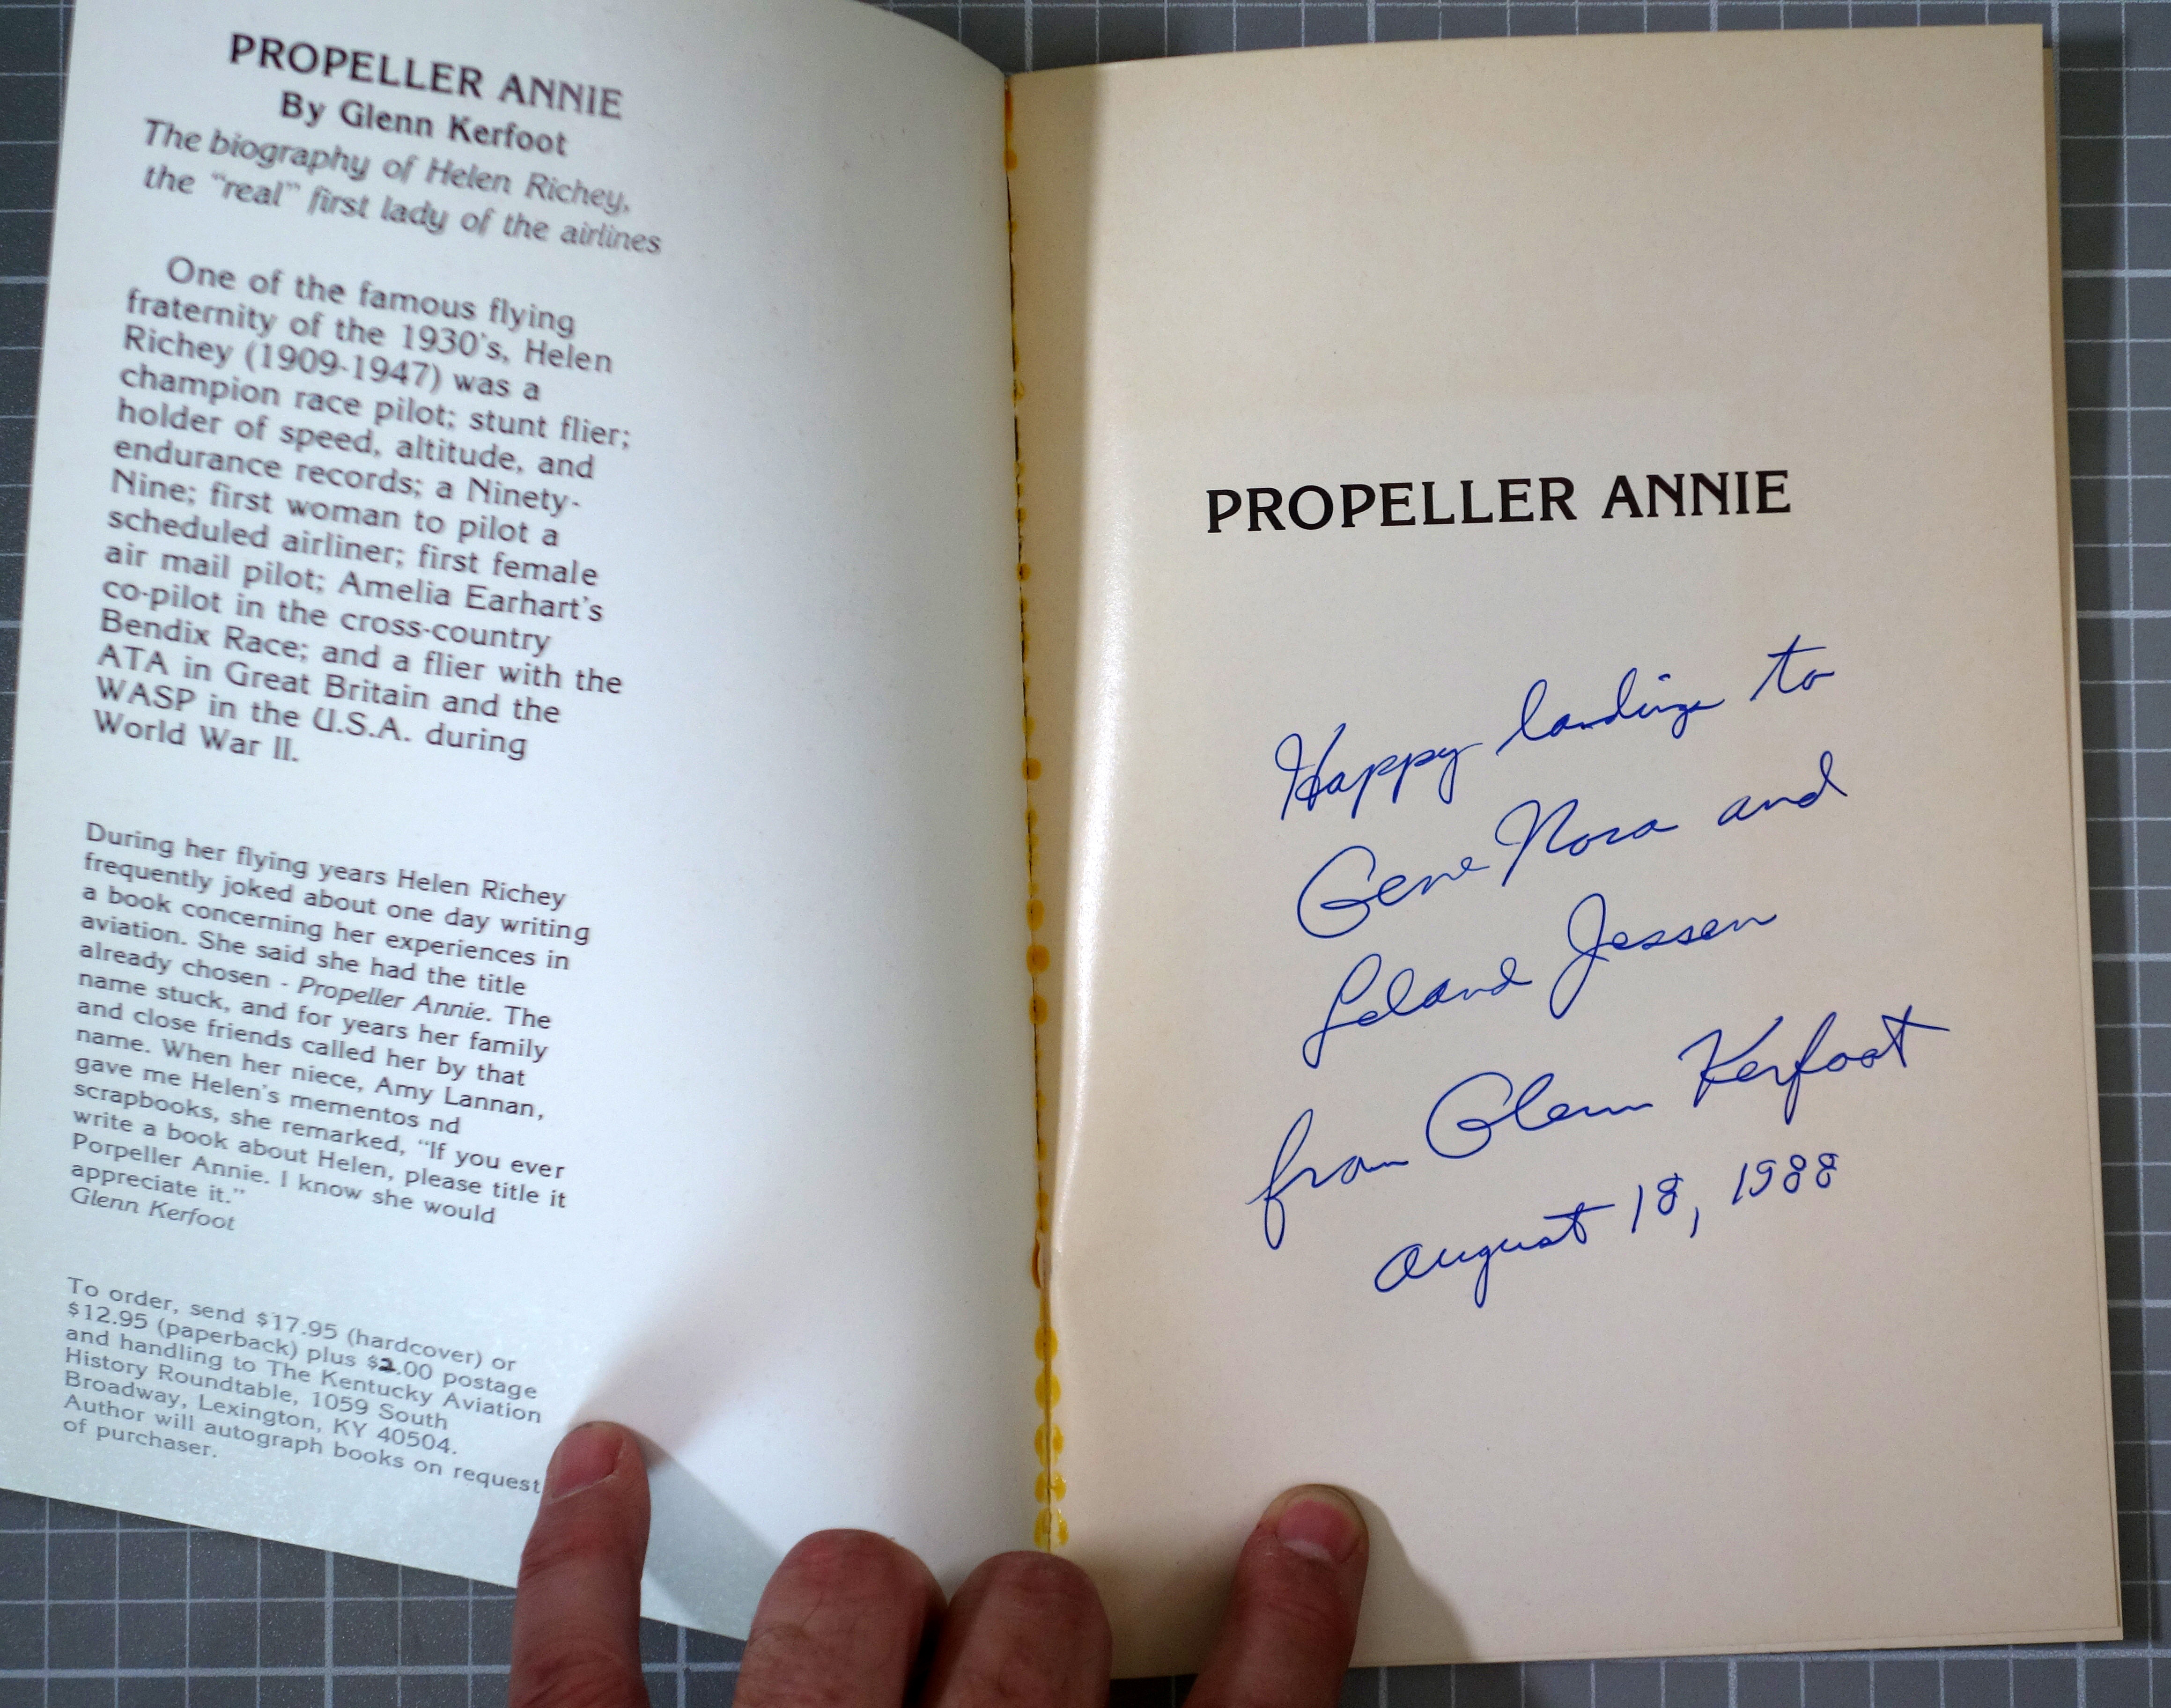 PROPELLER ANNIE
By Glenn Kerfoot
The biography of Helen Richey,
the "real" first lady of the airlines
One of the famous flying
fraternity of the 1930's, Helen
Richey (1909-1947) was a
champion race pilot; stunt flier;
holder of speed, altitude, and
endurance records; a Ninety-
Nine; first woman to pilot a
scheduled airliner; first female
air mail pilot; Amelia Earhart's
co-pilot in the cross-country
Bendix Race; and a flier with the
ATA in Great Britain and the
WASP in the U.S.A. during
World War II.
During her flying years Helen Richey
frequently joked about one day writing
a book concerning her experiences in
aviation. She said she had the title
already chosen - Propeller Annie. The
name stuck, and for years her family
and close friends called her by that
name. When her niece, Amy Lannan,
gave me Helen's mementos nd
scrapbooks, she remarked, "If you ever
write a book about Helen, please title it
Porpeller Annie. I know she would
appreciate it."
Glenn Kerfoot
To order, send $17.95 (hardcover) or
$12.95 (paperback) plus $2.00 postage
and handling to The Kentucky Aviation
History Roundtable, 1059 South
Broadway, Lexington, KY 40504.
Author will autograph books on request
of purchaser.
PROPELLER ANNIE
Happy landings to
Gene Nora and
Leland Jessen
from Glenn Kerfoot
august 18, 1988